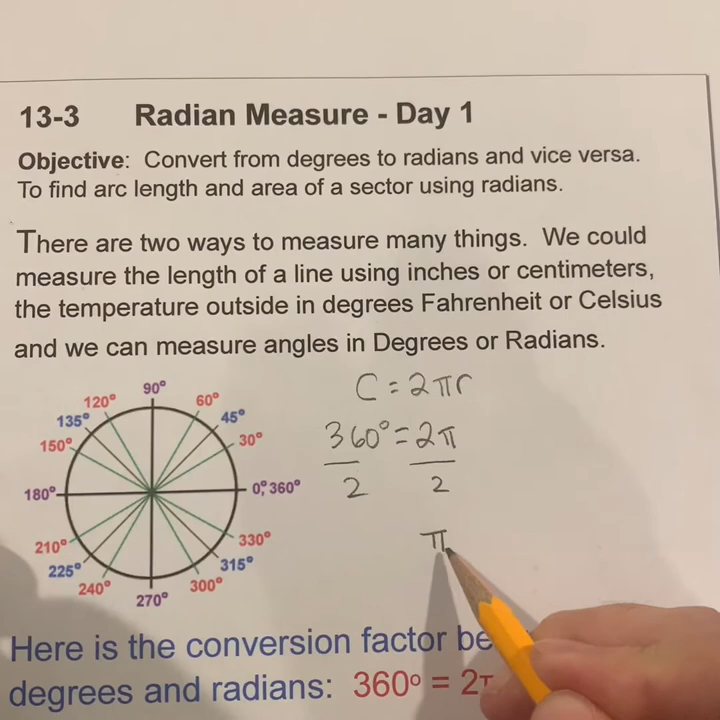 13-3 Radian Measure - Day 1
Objective: Convert from degrees to radians and vice versa.
To find arc length and area of a sector using radians.
There are two ways to measure many things. We could
measure the length of a line using inches or centimeters,
the temperature outside in degrees Fahrenheit or Celsius
and we can measure angles in Degrees or Radians.
90°
120° 60°
135° 45°
150° 30°
180° 0°, 360°
210° 330°
225° 315°
240° 300°
270°
C = 2πr
360° = 2π
2 2
π
Here is the conversion factor
degrees and radians: 360° = 2π